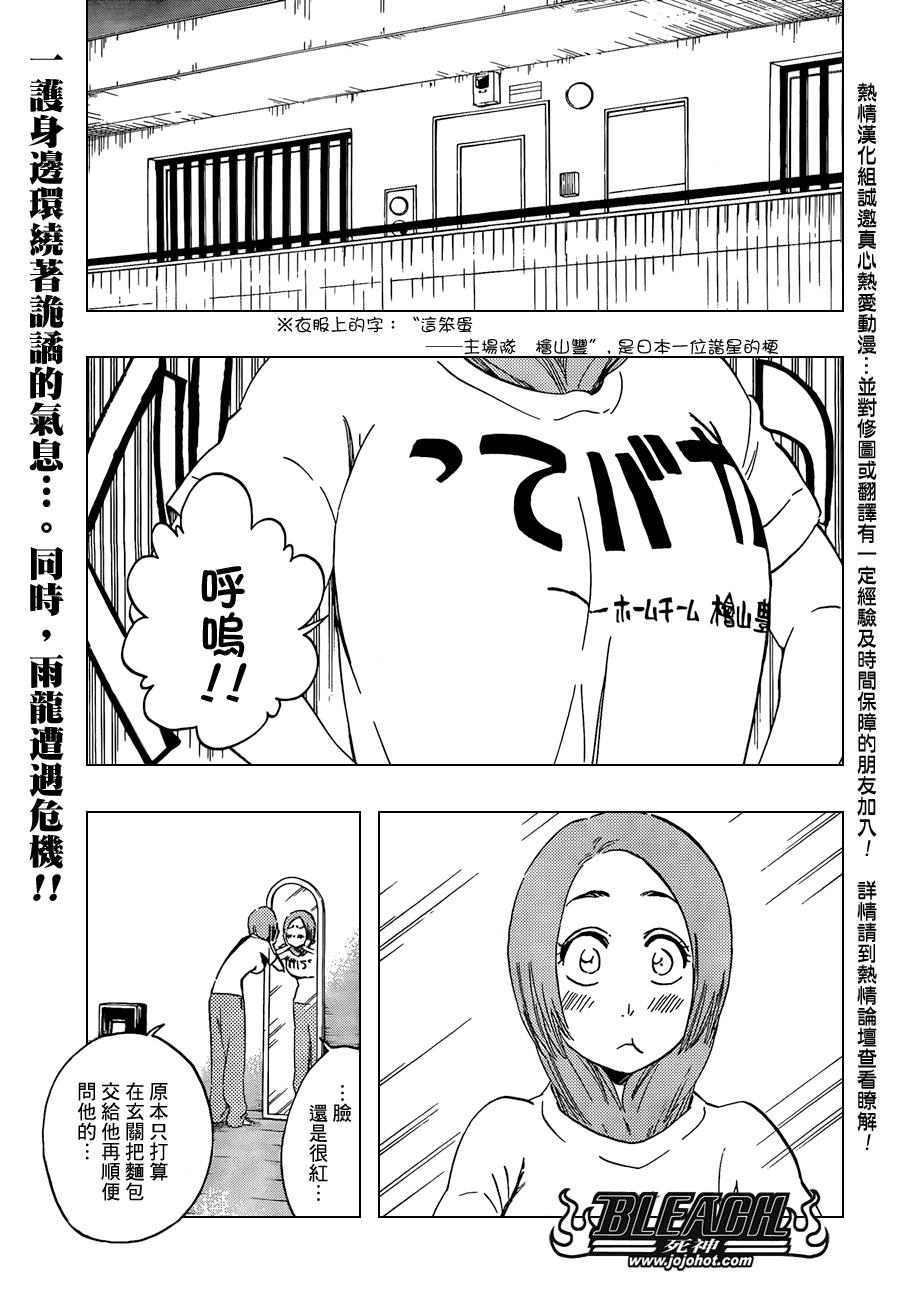 熱情漢化組誠邀真心熱愛動漫…並對修圖或翻譯有一定經驗及時間保障的朋友加入！ 詳情請到熱情論壇查看瞭解！
※衣服上的字：〝這笨蛋
——主場隊 檜山豐〞，是日本一位諧星的梗
ってバカ
ーホームチーム 檜山豊
呼
嗚
!!
…臉
還是很紅…
原本只打算
在玄關把麵包
交給他再順便
問他的…
BLEACH
死神
www.jojohot.com
一護身邊環繞著詭譎的氣息…。同時，雨龍遭遇危機!!